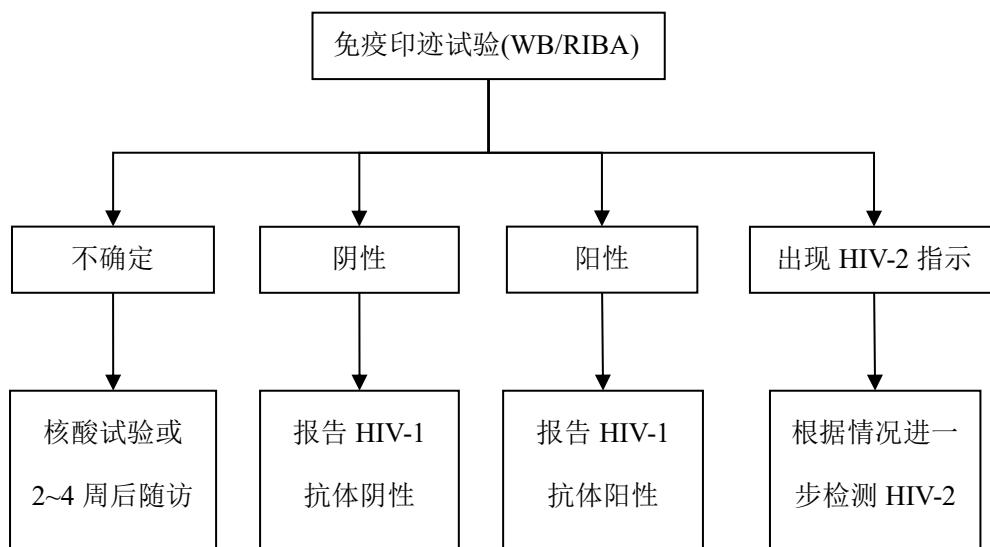 免疫印迹试验(WB/RIBA)
不确定
阴性
阳性
出现 HIV-2 指示
核酸试验或
2~4 周后随访
报告 HIV-1
抗体阴性
报告 HIV-1
抗体阳性
根据情况进一
步检测 HIV-2